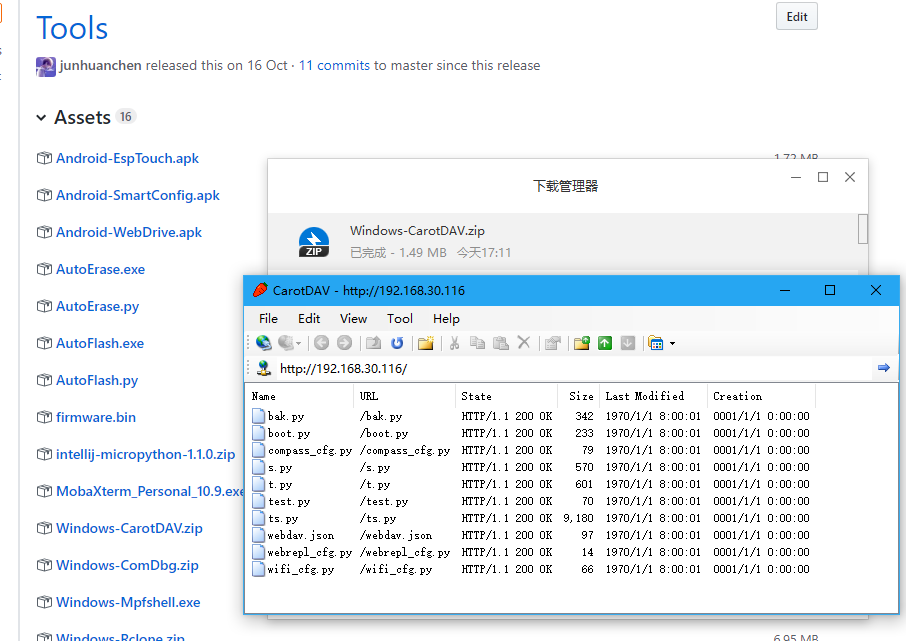 Tools
Edit
junhuanchen released this on 16 Oct · 11 commits to master since this release
Assets 16
Android-EspTouch.apk
1.72 MB
Android-SmartConfig.apk
Android-WebDrive.apk
AutoErase.exe
AutoErase.py
AutoFlash.exe
AutoFlash.py
firmware.bin
intellij-micropython-1.1.0.zip
MobaXterm_Personal_10.9.exe
Windows-CarotDAV.zip
Windows-ComDbg.zip
Windows-Mpfshell.exe
Windows-Rclone.zip
6.95 MB
下载管理器
ZIP
Windows-CarotDAV.zip
已完成 - 1.49 MB 今天17:11
CarotDAV - http://192.168.30.116
File Edit View Tool Help
http://192.168.30.116/
Name URL State Size Last Modified Creation
bak.py /bak.py HTTP/1.1 200 OK 342 1970/1/1 8:00:01 0001/1/1 0:00:00
boot.py /boot.py HTTP/1.1 200 OK 233 1970/1/1 8:00:01 0001/1/1 0:00:00
compass_cfg.py /compass_cfg.py HTTP/1.1 200 OK 79 1970/1/1 8:00:01 0001/1/1 0:00:00
s.py /s.py HTTP/1.1 200 OK 570 1970/1/1 8:00:01 0001/1/1 0:00:00
t.py /t.py HTTP/1.1 200 OK 601 1970/1/1 8:00:01 0001/1/1 0:00:00
test.py /test.py HTTP/1.1 200 OK 70 1970/1/1 8:00:01 0001/1/1 0:00:00
ts.py /ts.py HTTP/1.1 200 OK 9,180 1970/1/1 8:00:01 0001/1/1 0:00:00
webdav.json /webdav.json HTTP/1.1 200 OK 97 1970/1/1 8:00:01 0001/1/1 0:00:00
webrepl_cfg.py /webrepl_cfg.py HTTP/1.1 200 OK 14 1970/1/1 8:00:01 0001/1/1 0:00:00
wifi_cfg.py /wifi_cfg.py HTTP/1.1 200 OK 66 1970/1/1 8:00:01 0001/1/1 0:00:00